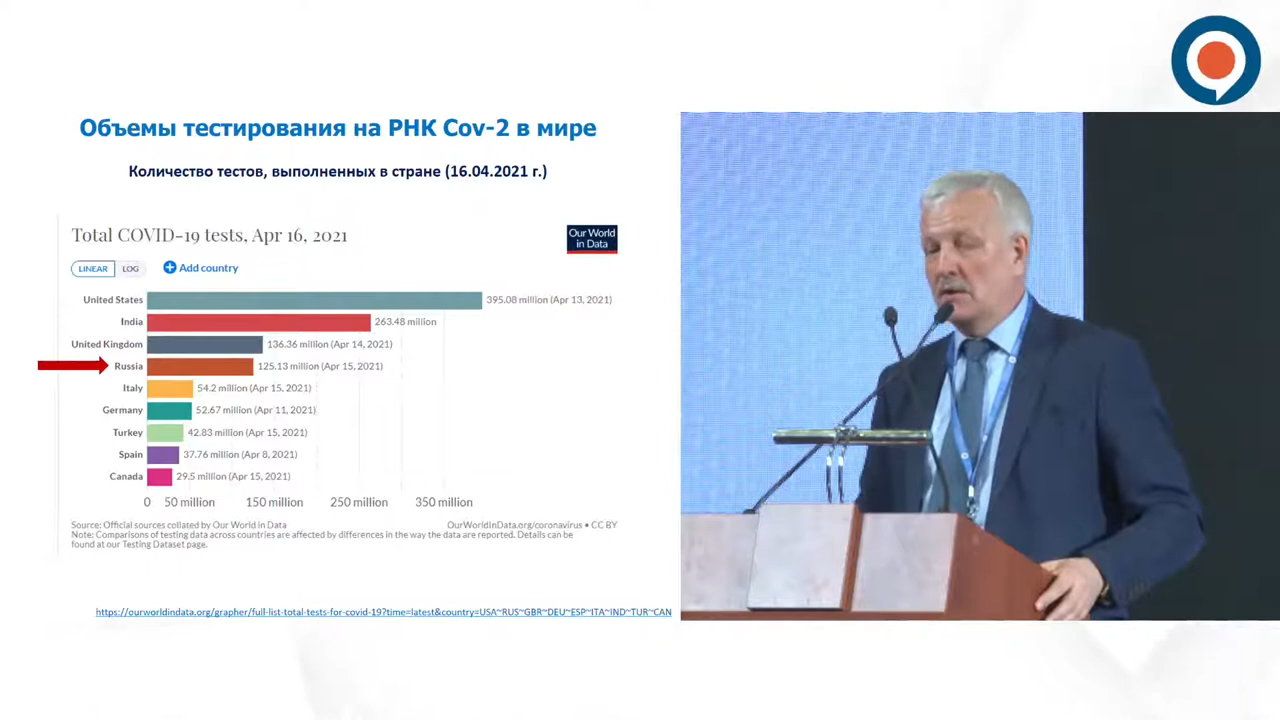 Объемы тестирования на РНК Cov-2 в мире
Количество тестов, выполненных в стране (16.04.2021 г.)
Total COVID-19 tests, Apr 16, 2021
Our World
in Data
LINEAR LOG
Add country
United States 395.08 million (Apr 13, 2021)
India 263.48 million
United Kingdom 136.36 million (Apr 14, 2021)
Russia 125.13 million (Apr 15, 2021)
Italy 54.2 million (Apr 15, 2021)
Germany 52.67 million (Apr 11, 2021)
Turkey 42.83 million (Apr 15, 2021)
Spain 37.76 million (Apr 8, 2021)
Canada 29.5 million (Apr 15, 2021)
0 50 million 150 million 250 million 350 million
Source: Official sources collated by Our World in Data
OurWorldInData.org/coronavirus • CC BY
Note: Comparisons of testing data across countries are affected by differences in the way the data are reported. Details can be
found at our Testing Dataset page.
https://ourworldindata.org/grapher/full-list-total-tests-for-covid-19?time=latest&country=USA~RUS~GBR~DEU~ESP~ITA~IND~TUR~CAN